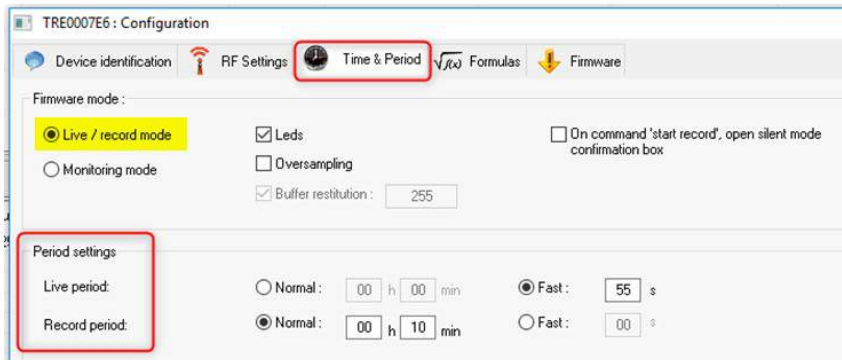 TRE0007E6 : Configuration
Device identification RF Settings Time & Period √f(x) Formulas Firmware
Firmware mode :
Live / record mode Leds On command 'start record', open silent mode
confirmation box
Monitoring mode Oversampling
Buffer restitution : 255
Period settings
Live period: Normal : 00 h 00 min Fast : 55 s
Record period: Normal : 00 h 10 min Fast : 00 s